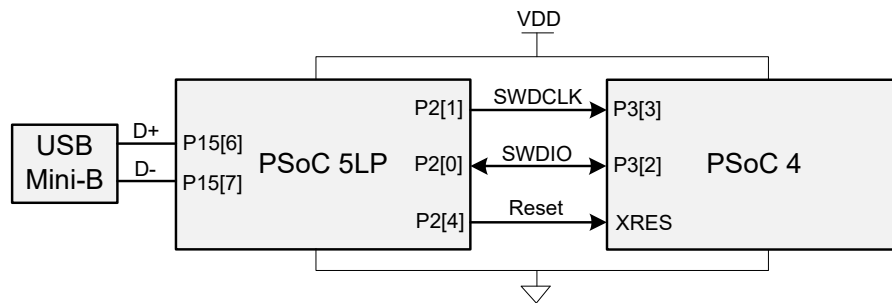 VDD
P2[1]
SWDCLK
P3[3]
USB
Mini-B
D+
P15[6]
D-
P15[7]
PSoC 5LP
P2[0]
SWDIO
P3[2]
PSoC 4
P2[4]
Reset
XRES